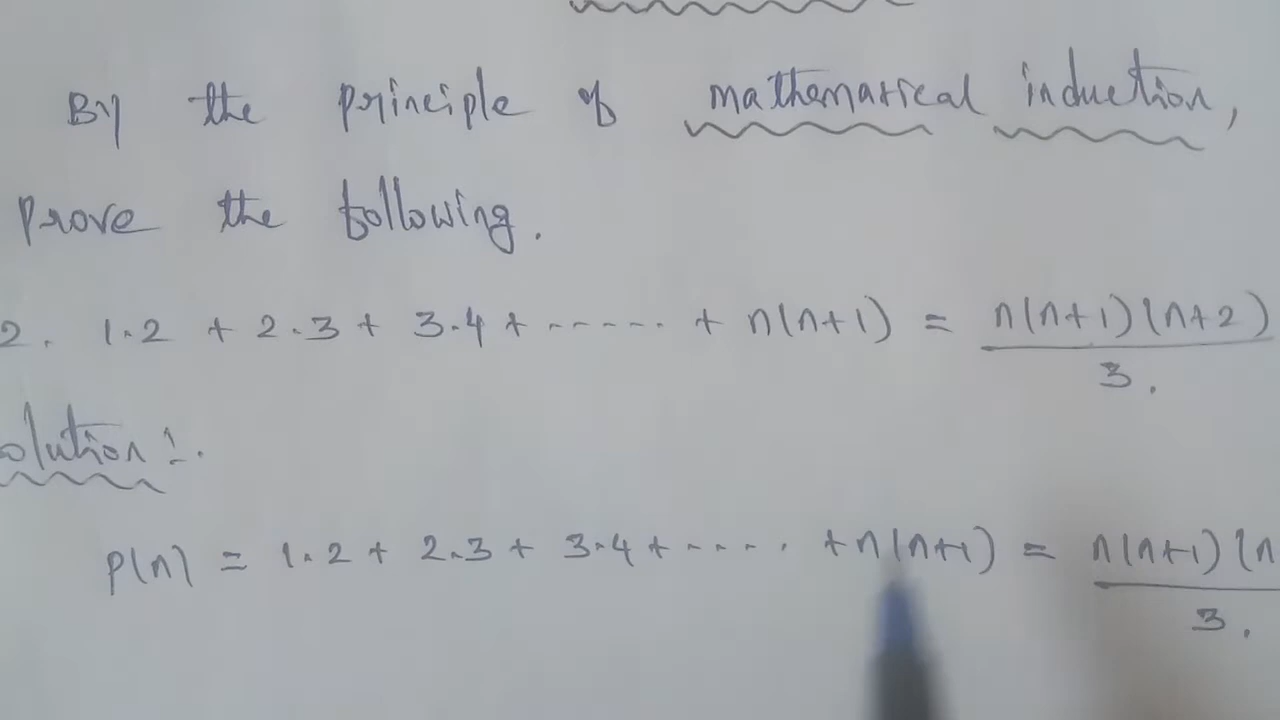 By the principle of mathematical induction,
prove the following.
2. 1.2 + 2.3 + 3.4 + ..... + n(n+1) = n(n+1)(n+2)
3.
olution :.
p(n) = 1.2 + 2.3 + 3.4 + ..... + n(n+1) = n(n+1)(n
3.